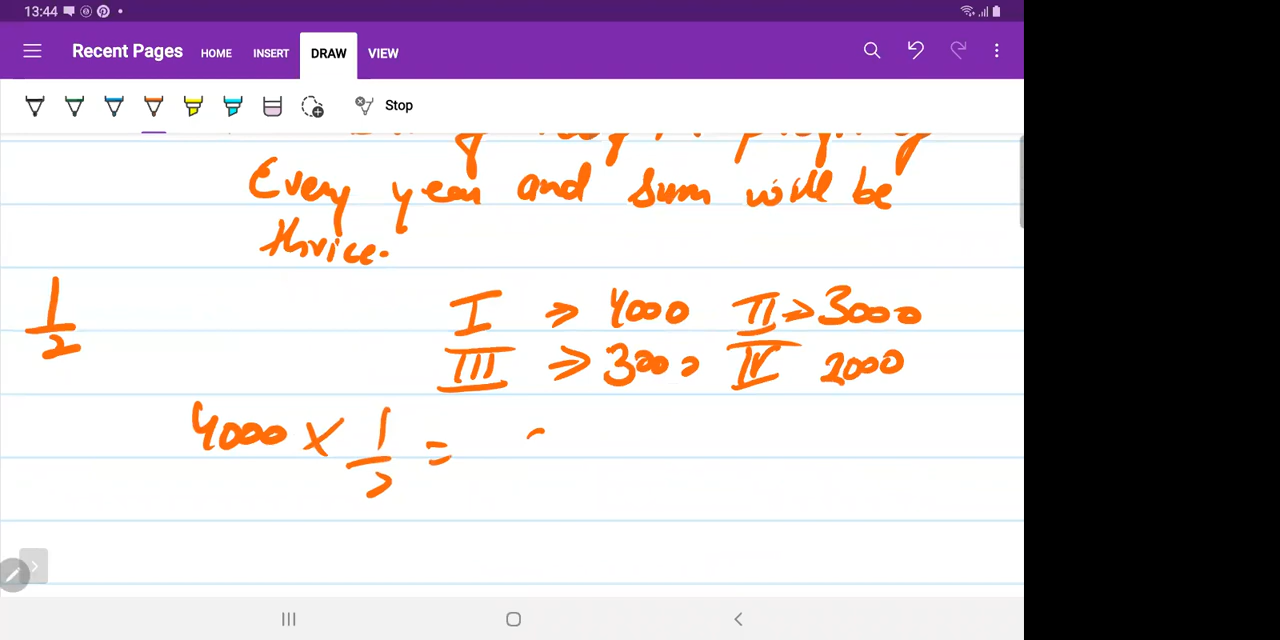 13:44
Recent Pages HOME INSERT DRAW VIEW
Stop
Every year and sum will be
thrice.
1/2
I ⇒ 4000 II ⇒ 3000
III ⇒ 3000 IV 2000
4000 × 1/2 =